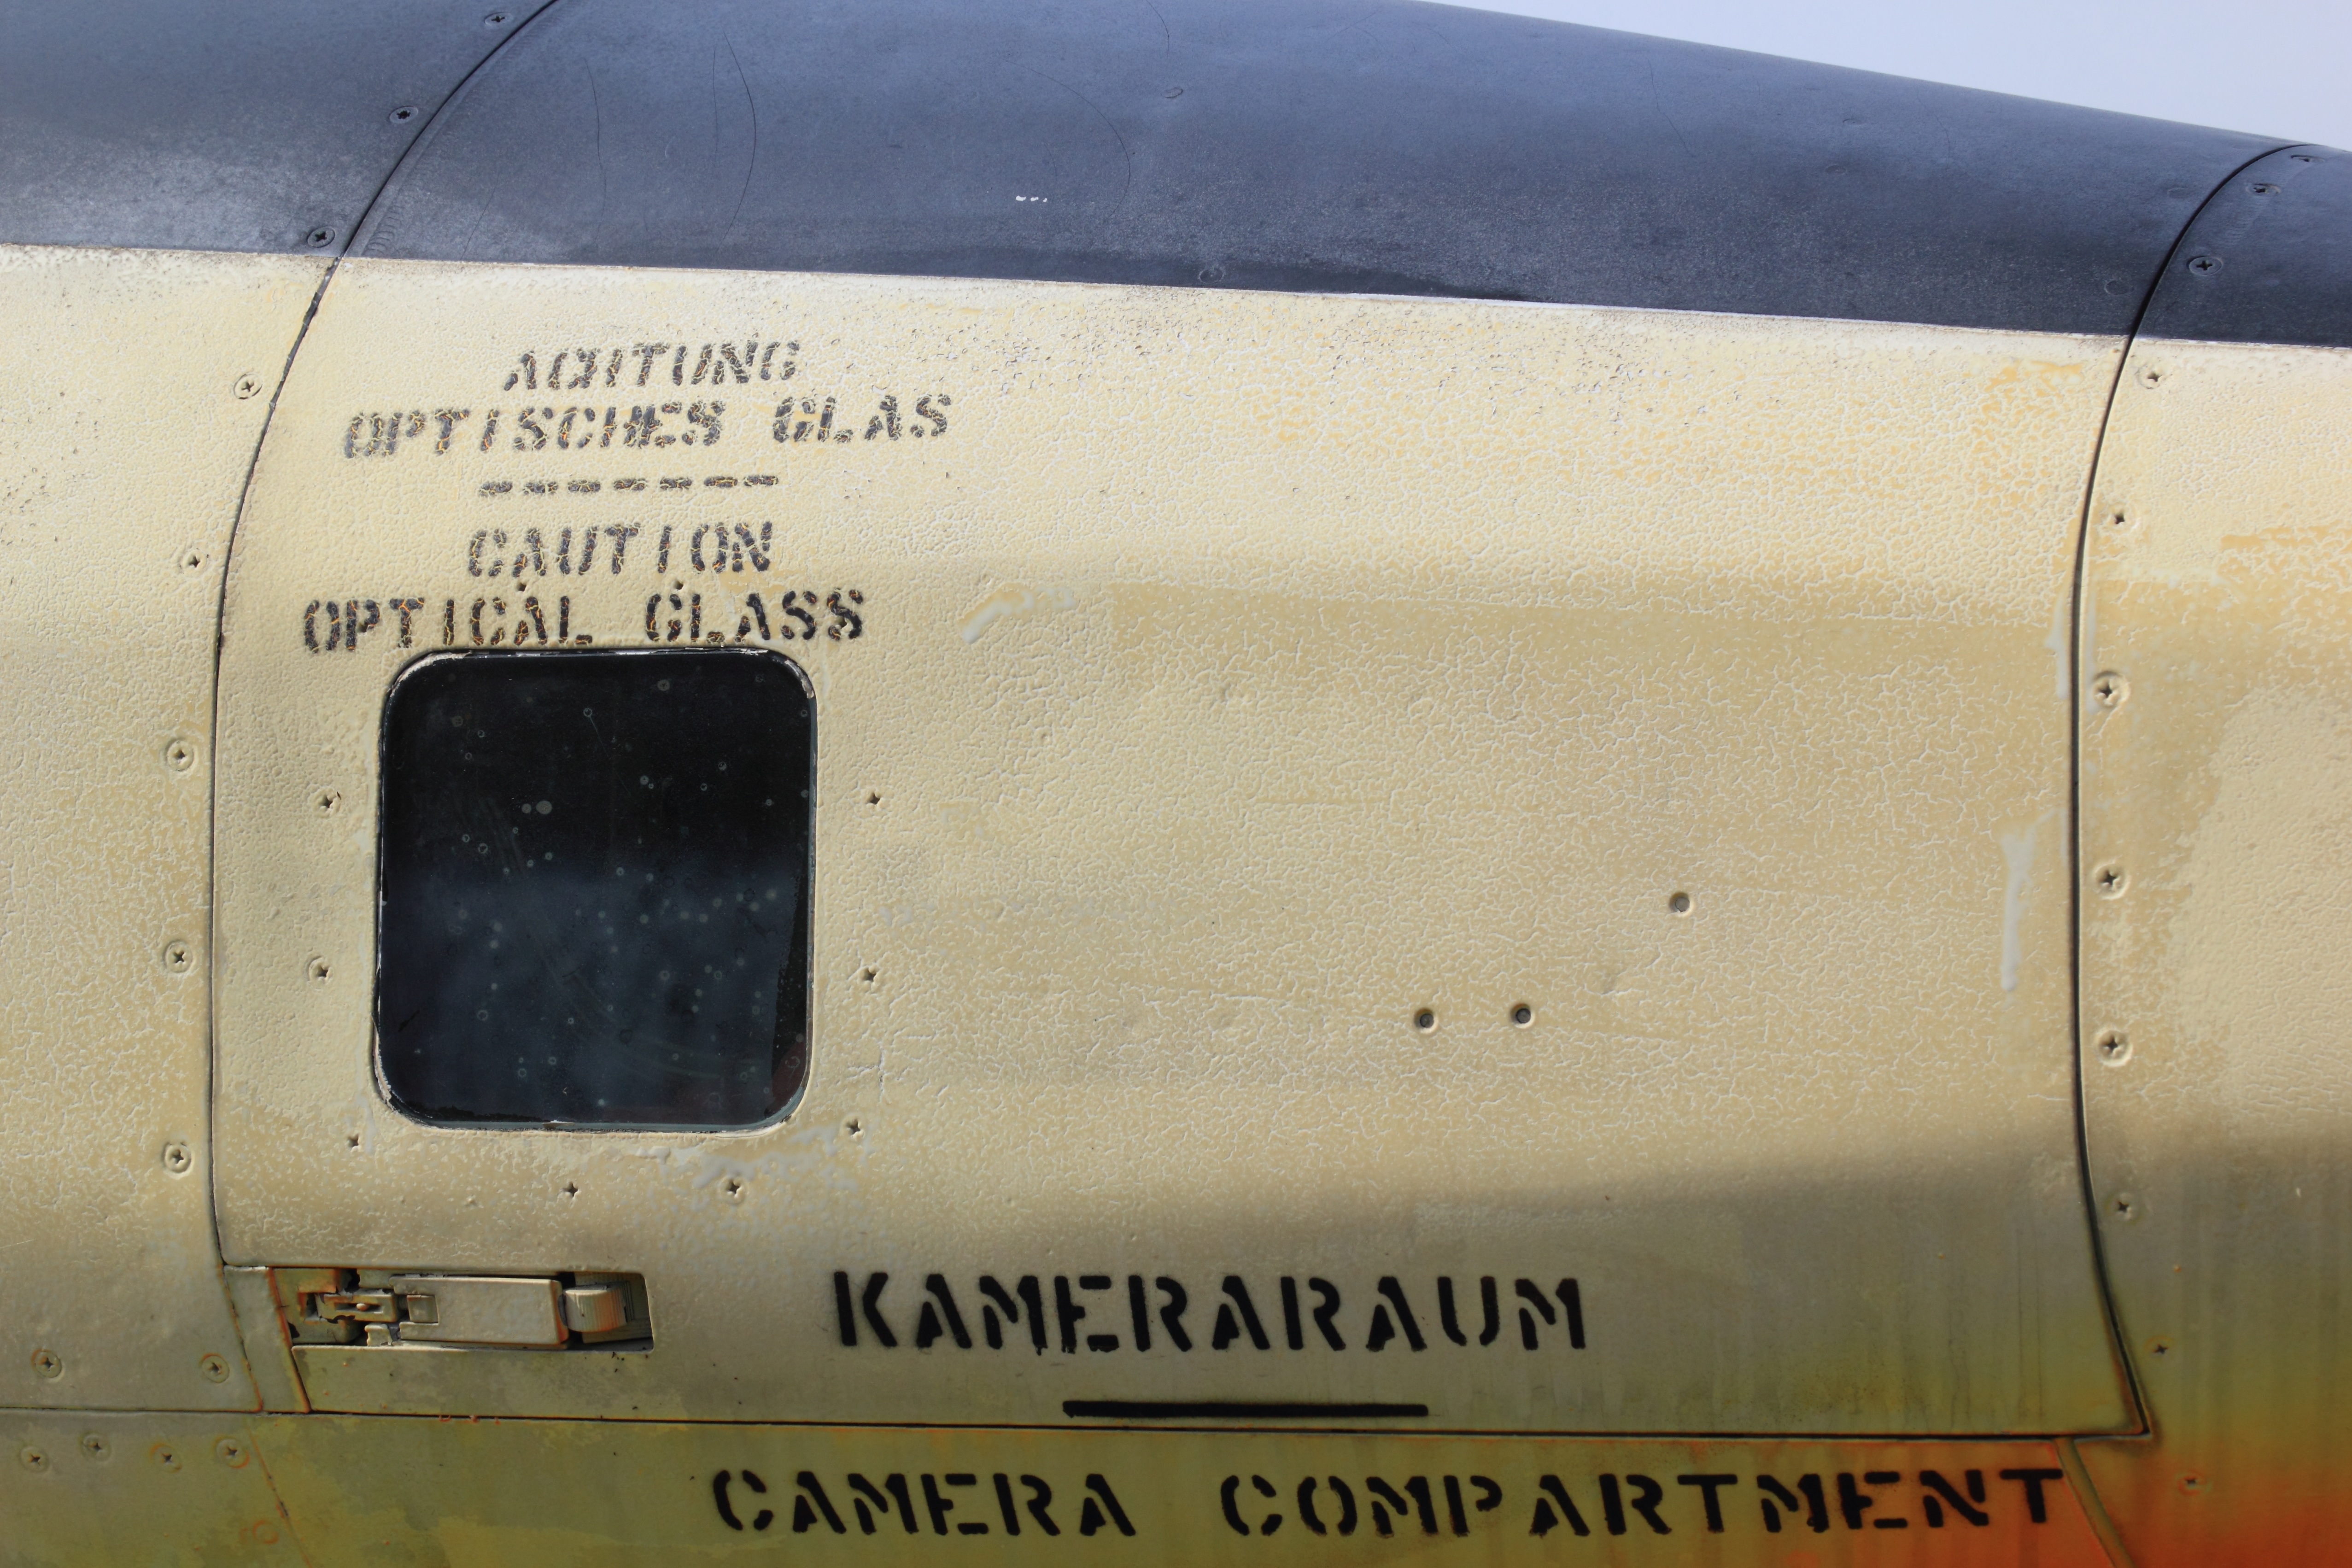 ACHTUNG
OPTISCHES GLAS
CAUTION
OPTICAL GLASS
KAMERARAUM
CAMERA COMPARTMENT